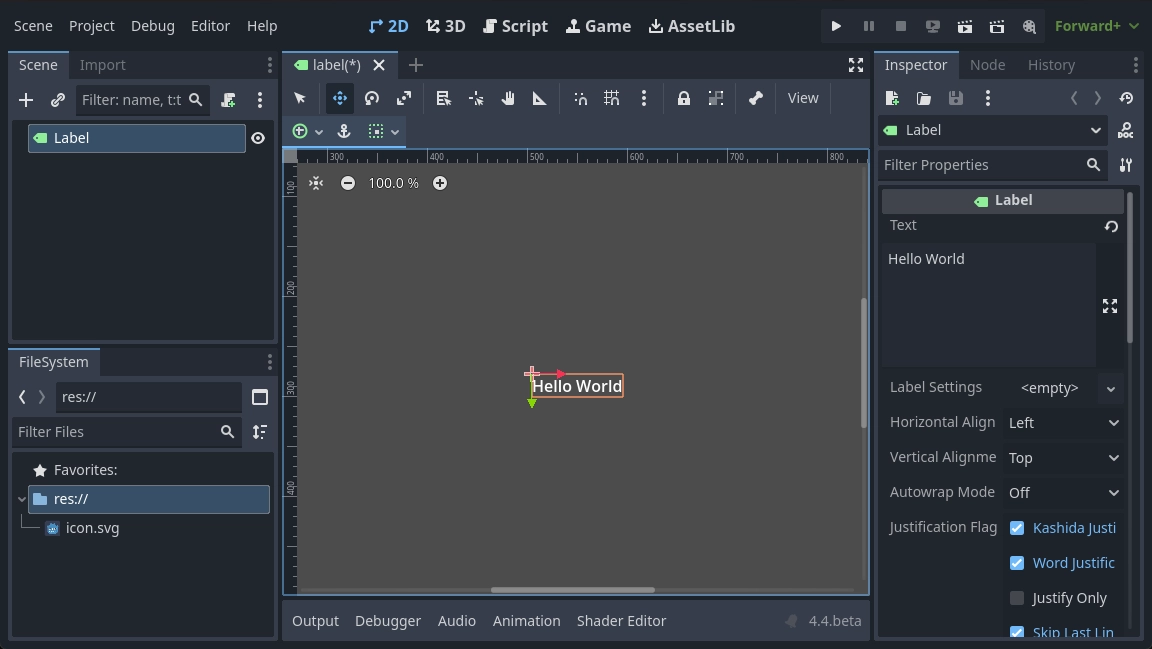 Scene Project Debug Editor Help 2D 3D Script Game AssetLib Forward+
Scene Import
Filter: name, t:t
Label
label(*)
View
300 400 500 600 700 800
100
200
300
400
100.0 %
Hello World
FileSystem
res://
Filter Files
Favorites:
res://
icon.svg
Output Debugger Audio Animation Shader Editor 4.4.beta
Inspector Node History
Label
DOC
Filter Properties
Label
Text
Hello World
Label Settings <empty>
Horizontal Align Left
Vertical Alignme Top
Autowrap Mode Off
Justification Flag Kashida Justi
Word Justific
Justify Only
Skip Last Lin